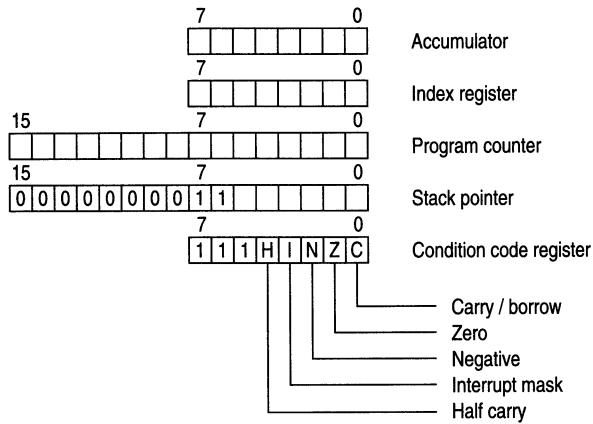 7 0
Accumulator
7 0
Index register
15 7 0
Program counter
15 7 0
0 0 0 0 0 0 0 0 1 1 Stack pointer
7 0
1 1 1 H I N Z C Condition code register
Carry / borrow
Zero
Negative
Interrupt mask
Half carry